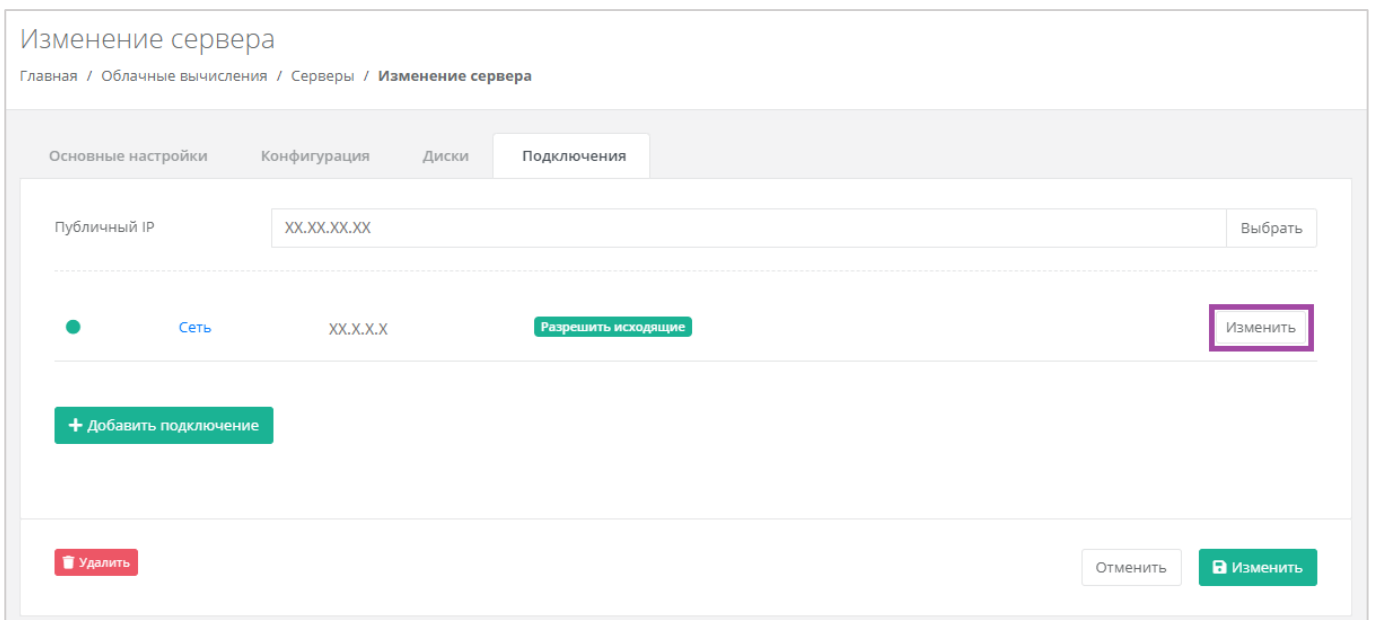 Изменение сервера
Главная / Облачные вычисления / Серверы / Изменение сервера
Основные настройки Конфигурация Диски Подключения
Публичный IP XX.XX.XX.XX Выбрать
Сеть XX.X.X.X Разрешить исходящие Изменить
+ Добавить подключение
Удалить Отменить Изменить